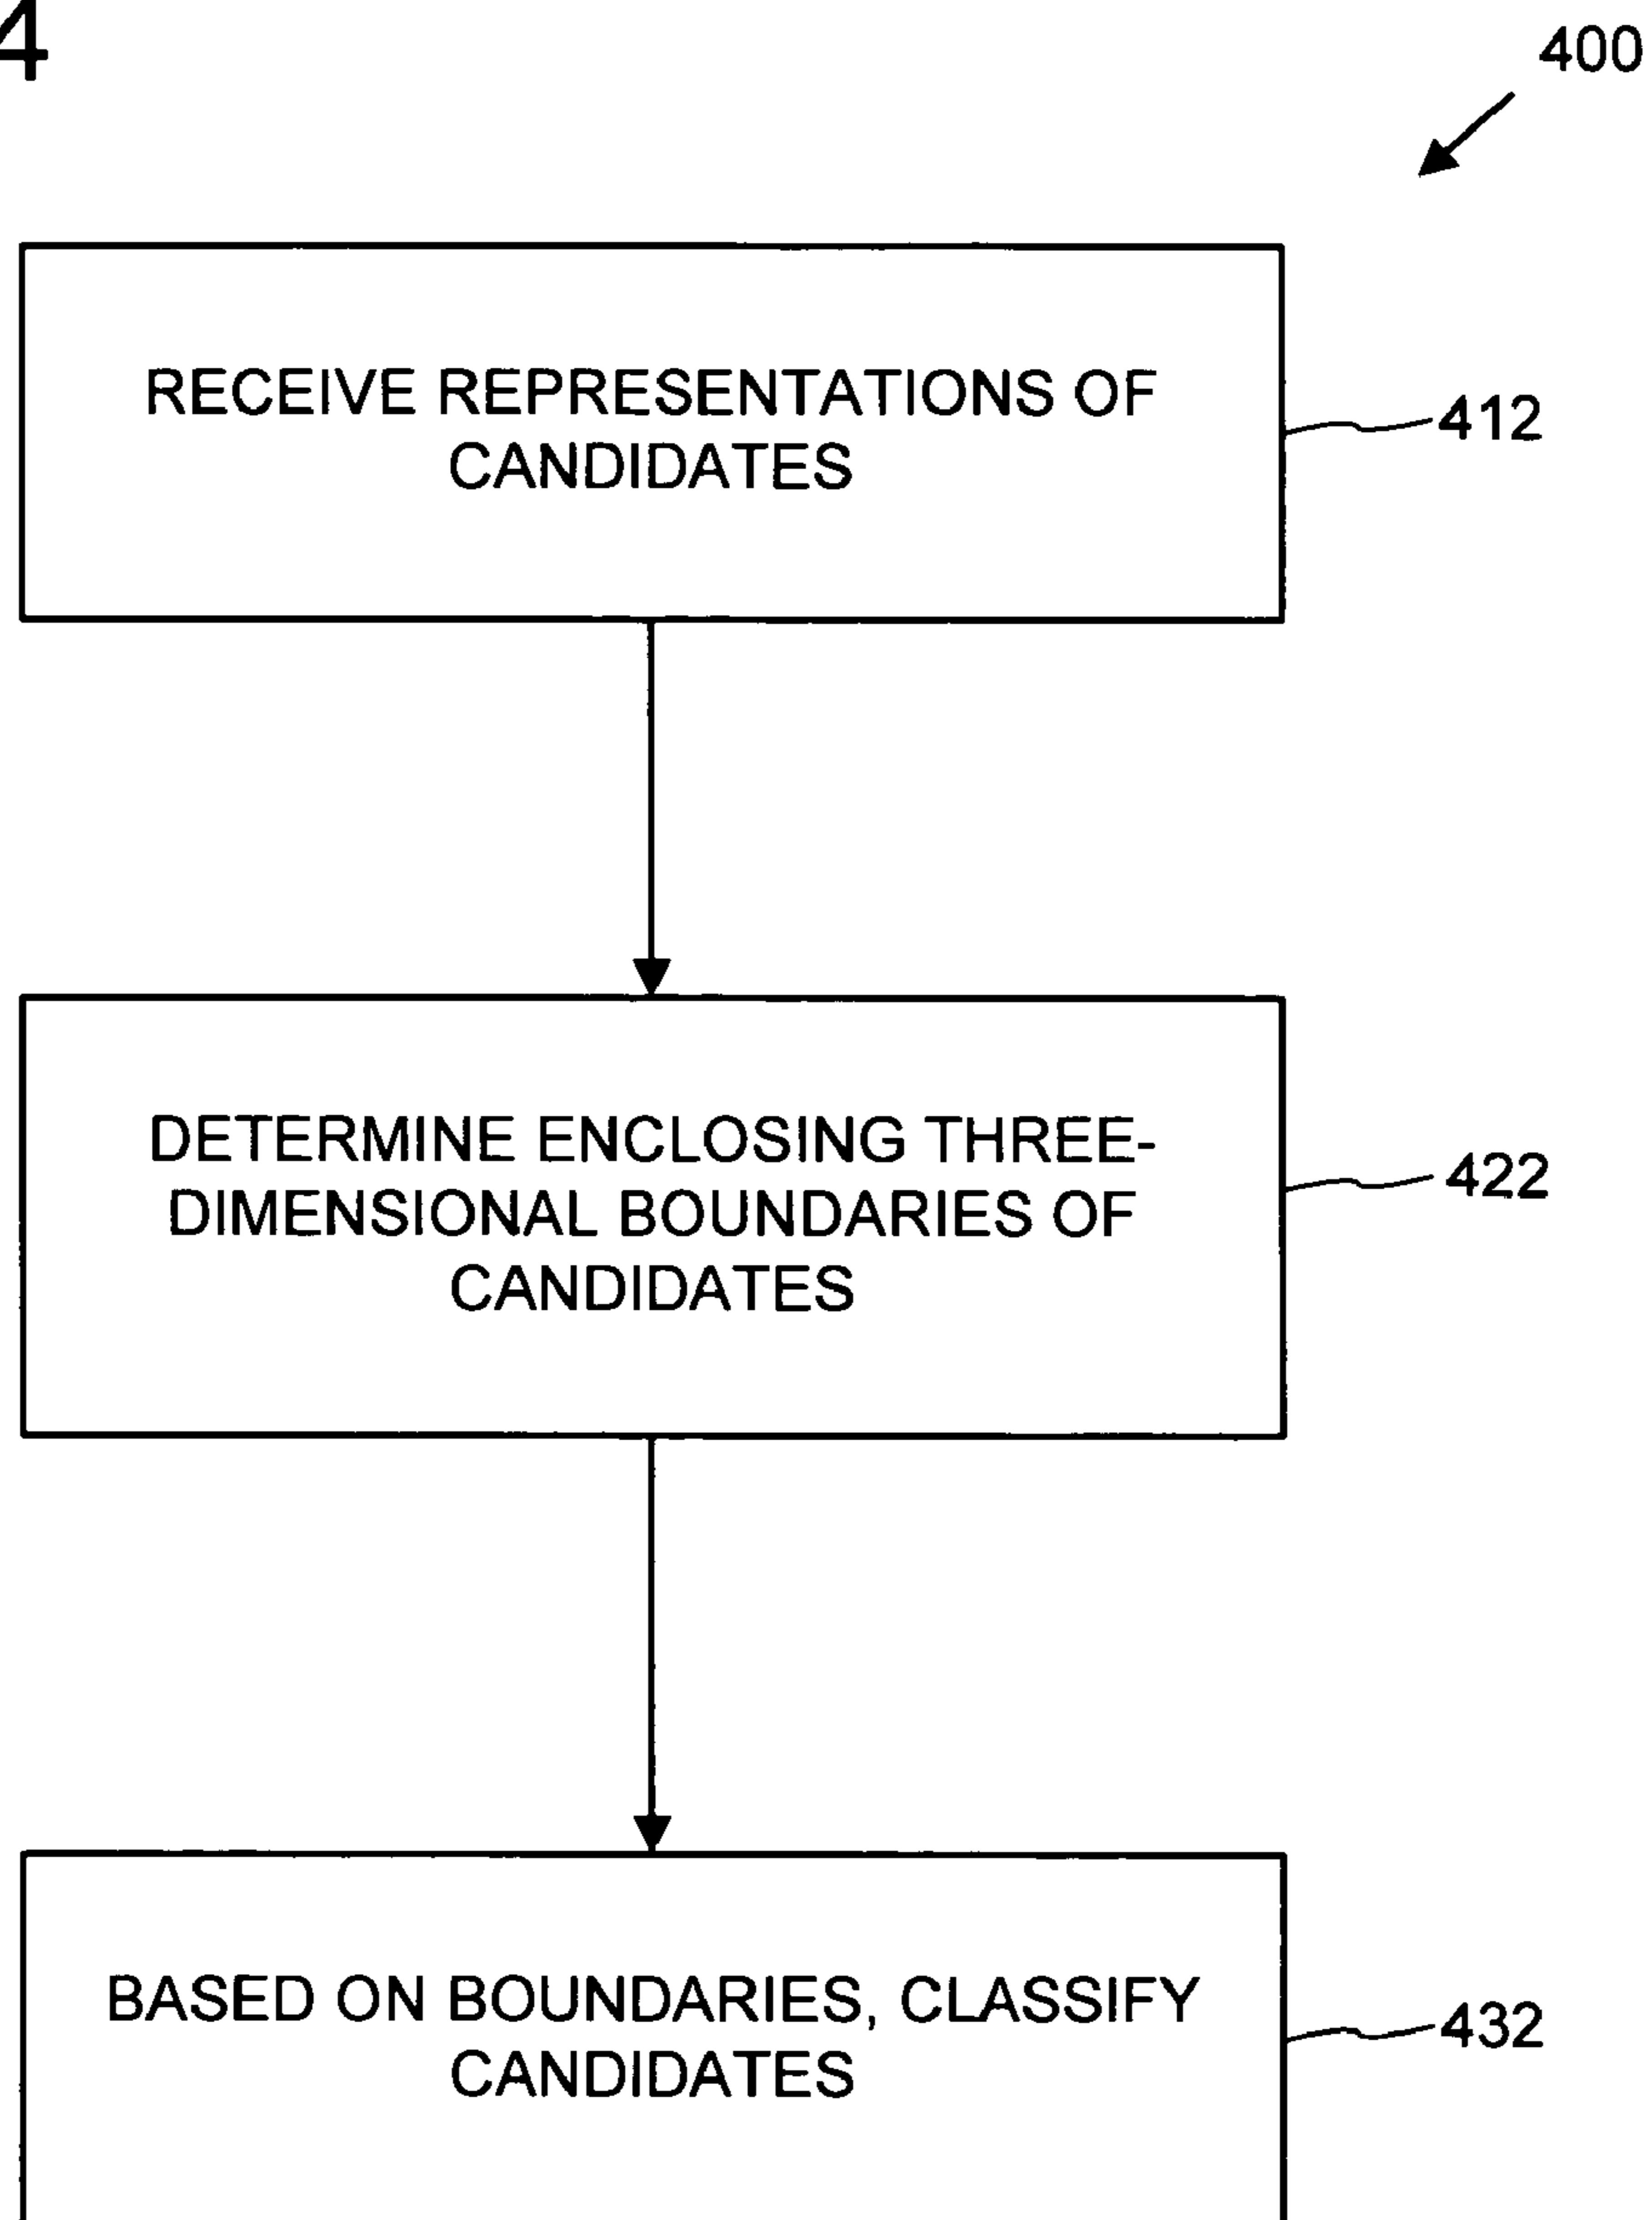 4
400
RECEIVE REPRESENTATIONS OF
CANDIDATES
412
DETERMINE ENCLOSING THREE-
DIMENSIONAL BOUNDARIES OF
CANDIDATES
422
BASED ON BOUNDARIES, CLASSIFY
CANDIDATES
432